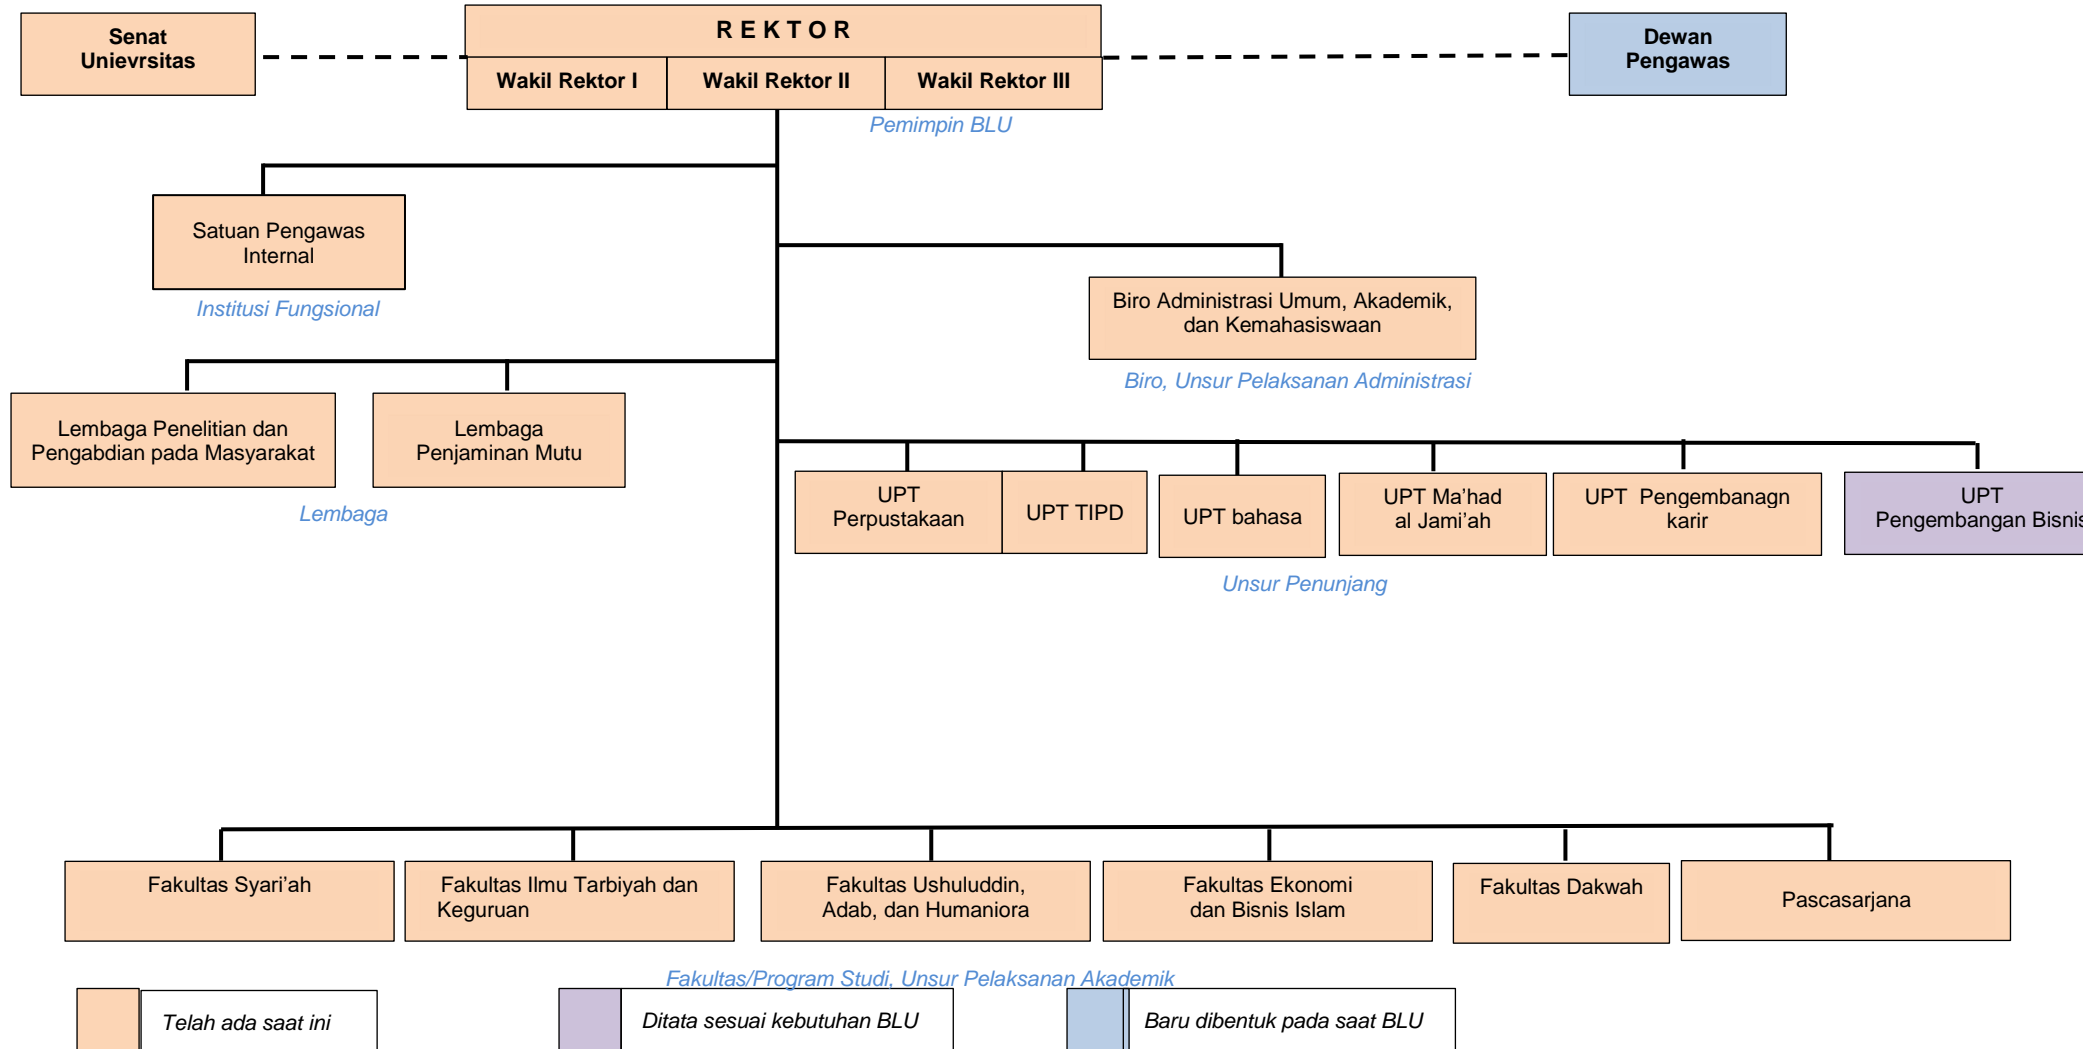 Senat
Unievrsitas
R E K T O R
Wakil Rektor I
Wakil Rektor II
Wakil Rektor III
Dewan
Pengawas
Pemimpin BLU
Satuan Pengawas
Internal
Institusi Fungsional
Biro Administrasi Umum, Akademik,
dan Kemahasiswaan
Biro, Unsur Pelaksanan Administrasi
Lembaga Penelitian dan
Pengabdian pada Masyarakat
Lembaga
Penjaminan Mutu
Lembaga
UPT
Perpustakaan
UPT TIPD
UPT bahasa
UPT Ma’had
al Jami’ah
UPT  Pengembanagn
karir
UPT
Pengembangan Bisnis
Unsur Penunjang
Fakultas Syari’ah
Fakultas Ilmu Tarbiyah dan
Keguruan
Fakultas Ushuluddin,
Adab, dan Humaniora
Fakultas Ekonomi
dan Bisnis Islam
Fakultas Dakwah
Pascasarjana
Fakultas/Program Studi, Unsur Pelaksanan Akademik
Telah ada saat ini
Ditata sesuai kebutuhan BLU
Baru dibentuk pada saat BLU